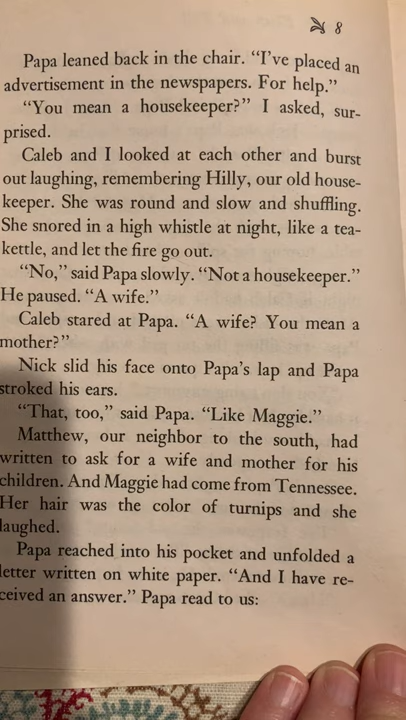 8
Papa leaned back in the chair. “I’ve placed an
advertisement in the newspapers. For help.”
“You mean a housekeeper?” I asked, sur-
prised.
Caleb and I looked at each other and burst
out laughing, remembering Hilly, our old house-
keeper. She was round and slow and shuffling.
She snored in a high whistle at night, like a tea-
kettle, and let the fire go out.
“No,” said Papa slowly. “Not a housekeeper.”
He paused. “A wife.”
Caleb stared at Papa. “A wife? You mean a
mother?”
Nick slid his face onto Papa’s lap and Papa
stroked his ears.
“That, too,” said Papa. “Like Maggie.”
Matthew, our neighbor to the south, had
written to ask for a wife and mother for his
children. And Maggie had come from Tennessee.
Her hair was the color of turnips and she
laughed.
Papa reached into his pocket and unfolded a
letter written on white paper. “And I have re-
ceived an answer.” Papa read to us: